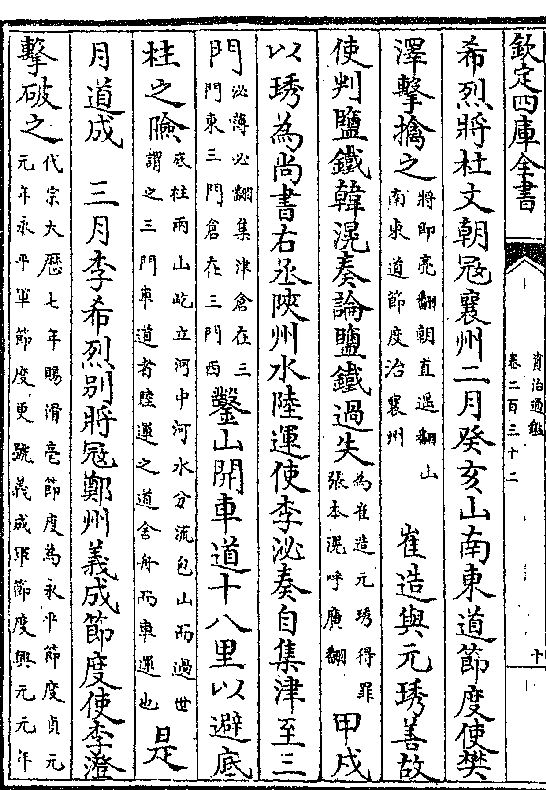 欽定四庫全書
資治通鑑
卷二百三十二
十
希烈將杜文朝冦襄州二月癸亥山南東道節度使樊
澤擊擒之將即亮翻朝直遥翻山南東道節度治襄州 崔造與元琇善故
使判鹽鐵韓滉奏論鹽鐵過失為崔造元琇得罪張本滉呼廣翻 甲戌
以琇為尚書右丞陜州水陸運使李泌奏自集津至三
門泌薄必翻集津倉在三門東三門倉在三門西 鑿山開車道十八里以避底
柱之險底柱兩山屹立河中河水分流包山而過世謂之三門車道者陸運之道舍舟而車運也 是
月道成 三月李希烈别將冦鄭州義成節度使李澄
擊破之代宗大歴七年賜滑亳節度為永平節度貞元元年永平軍節度更號義成軍節度興元元年